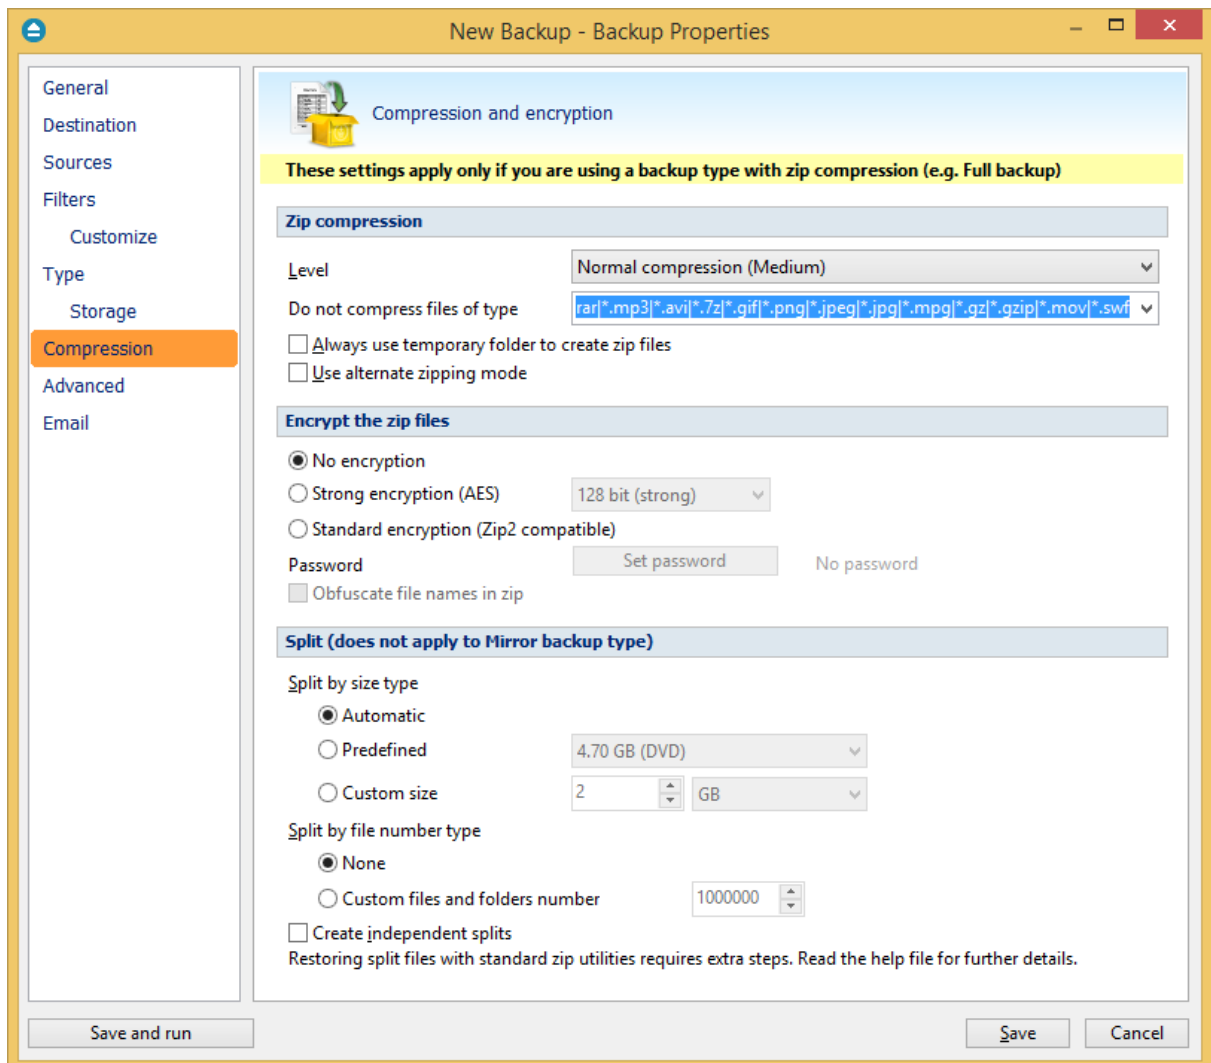 New Backup - Backup Properties
General
Destination
Sources
Filters
Customize
Type
Storage
Compression
Advanced
Email
Compression and encryption
These settings apply only if you are using a backup type with zip compression (e.g. Full backup)
Zip compression
Level Normal compression (Medium)
Do not compress files of type rar|*.mp3|*.avi|*.7z|*.gif|*.png|*.jpeg|*.jpg|*.mpg|*.gz|*.gzip|*.mov|*.swf
Always use temporary folder to create zip files
Use alternate zipping mode
Encrypt the zip files
No encryption
Strong encryption (AES) 128 bit (strong)
Standard encryption (Zip2 compatible)
Password Set password No password
Obfuscate file names in zip
Split (does not apply to Mirror backup type)
Split by size type
Automatic
Predefined 4.70 GB (DVD)
Custom size 2 GB
Split by file number type
None
Custom files and folders number 1000000
Create independent splits
Restoring split files with standard zip utilities requires extra steps. Read the help file for further details.
Save and run Save Cancel